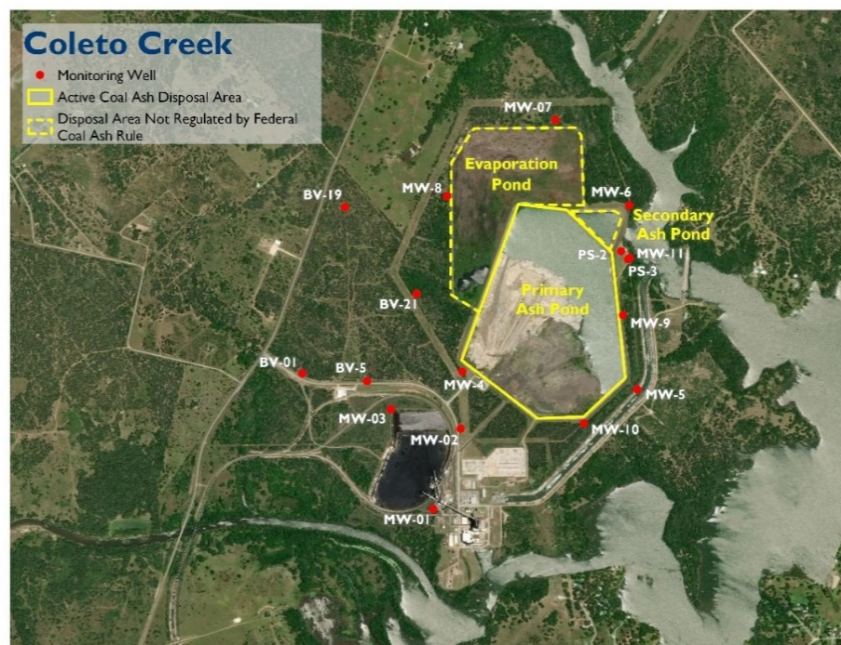 Coleto Creek
Monitoring Well
Active Coal Ash Disposal Area
Disposal Area Not Regulated by Federal
Coal Ash Rule
MW-07
Evaporation
Pond
MW-8
BV-19
MW-6
Secondary
Ash Pond
PS-2
MW-11
PS-3
BV-21
Primary
Ash Pond
MW-9
BV-01
BV-5
MW-4
MW-5
MW-03
MW-02
MW-10
MW-01